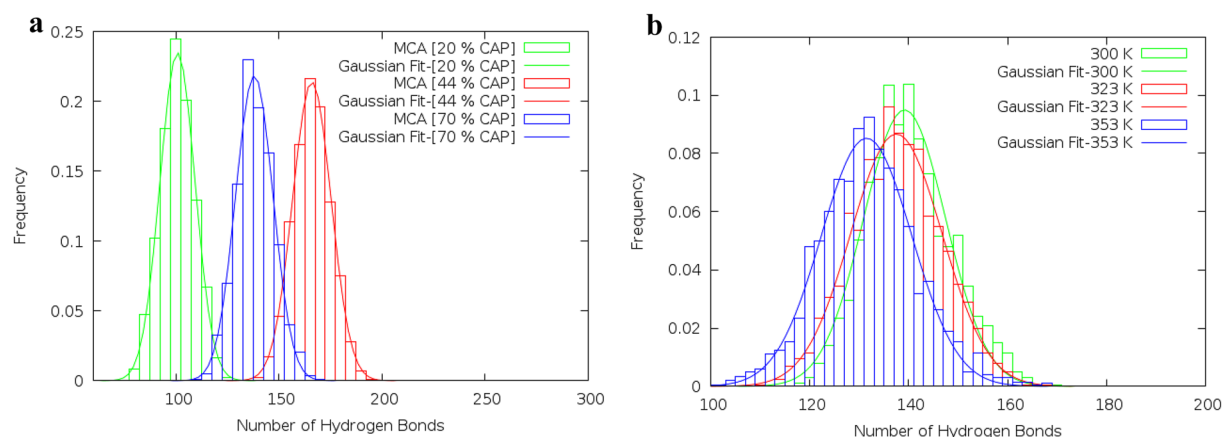 a
0.25
0.2
0.15
0.1
0.05
0
Frequency
100
150
200
250
300
Number of Hydrogen Bonds
MCA [20 % CAP]
Gaussian Fit-[20 % CAP]
MCA [44 % CAP]
Gaussian Fit-[44 % CAP]
MCA [70 % CAP]
Gaussian Fit-[70 % CAP]
b
0.12
0.1
0.08
0.06
0.04
0.02
0
Frequency
100
120
140
160
180
200
Number of Hydrogen Bonds
300 K
Gaussian Fit-300 K
323 K
Gaussian Fit-323 K
353 K
Gaussian Fit-353 K